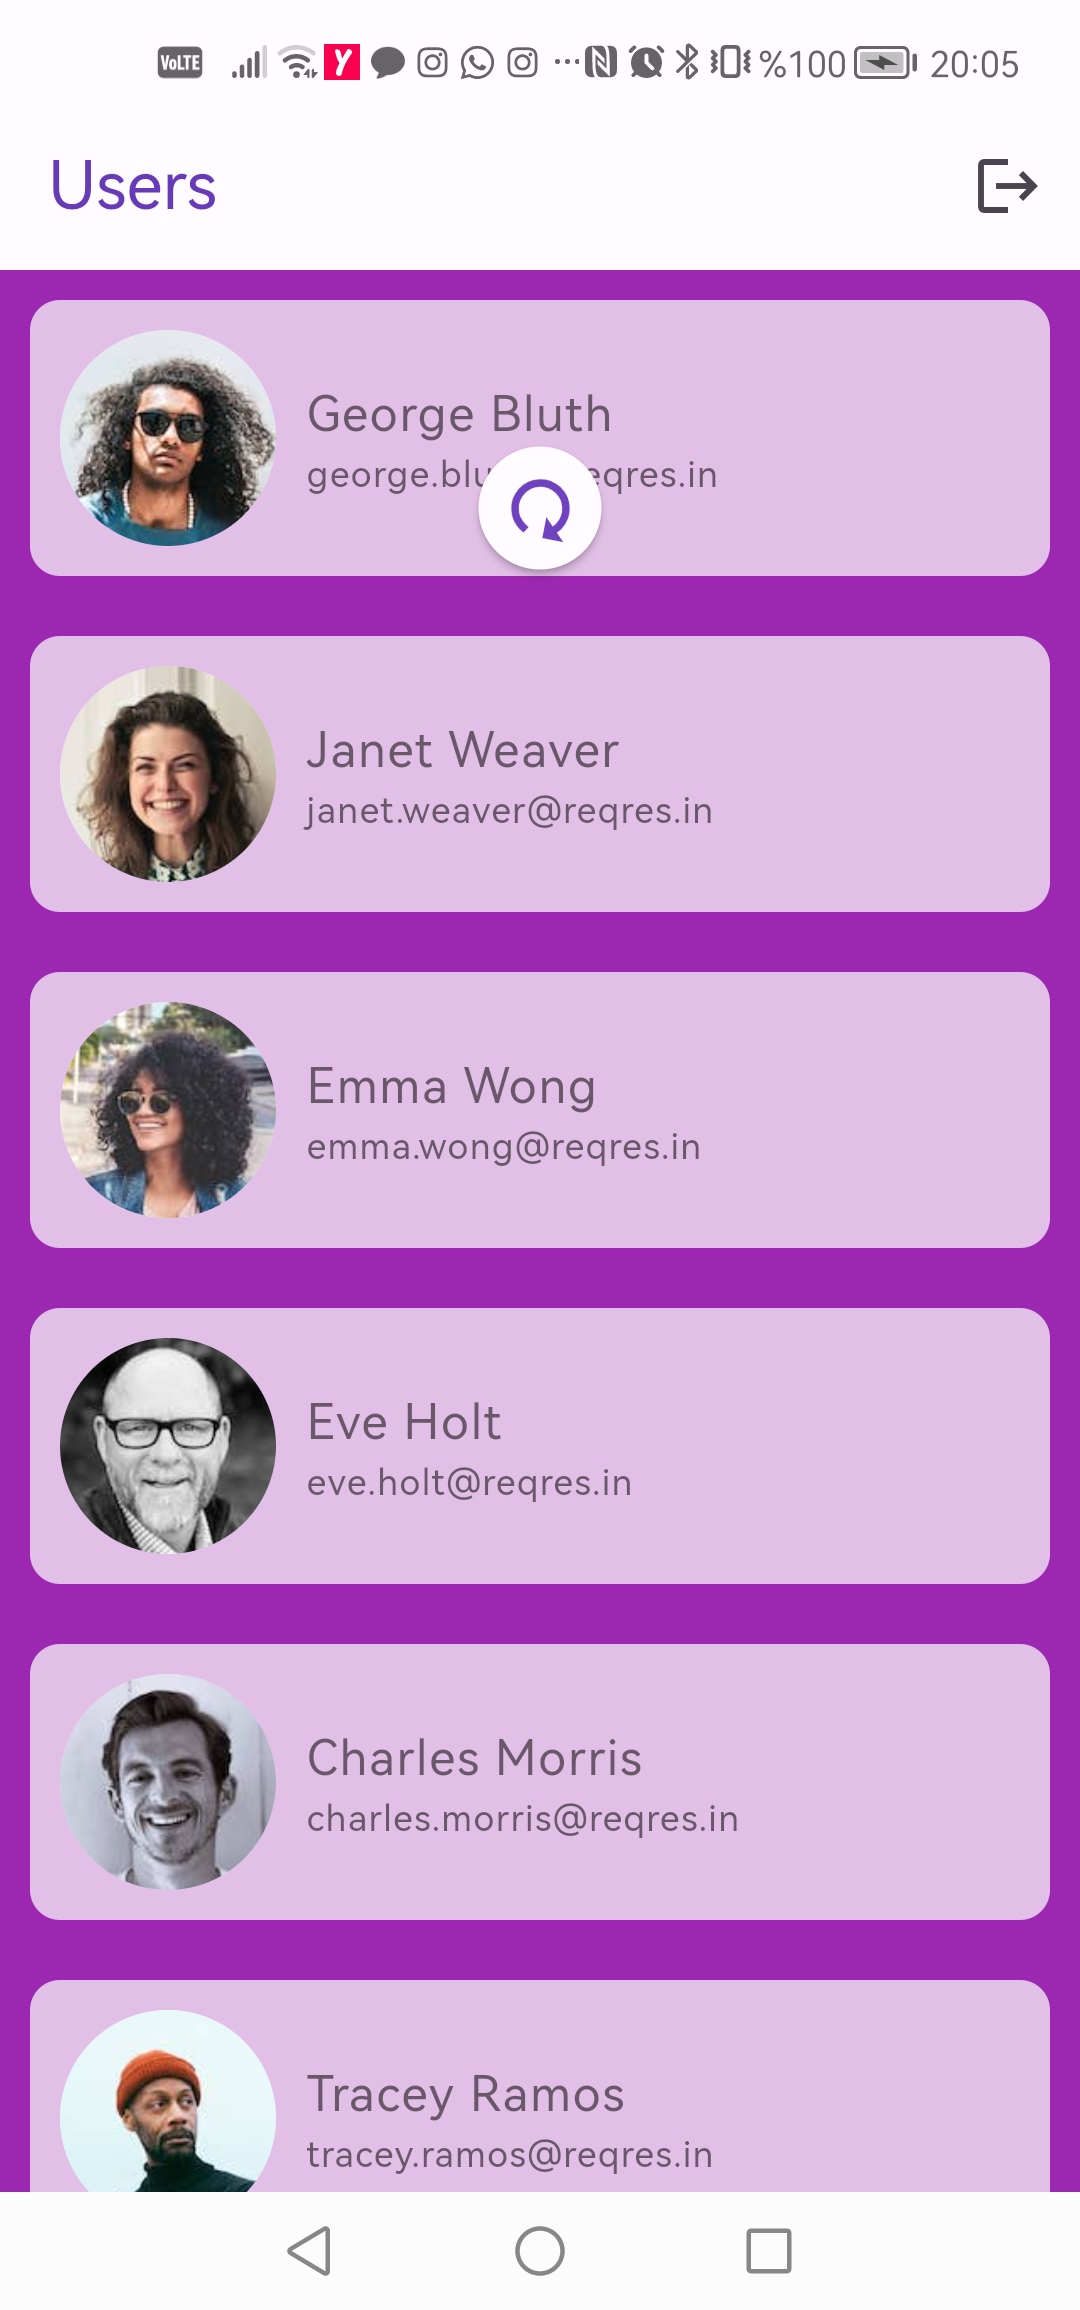 VoLTE %100 20:05
Users
George Bluth
george.blu eqres.in
Janet Weaver
janet.weaver@reqres.in
Emma Wong
emma.wong@reqres.in
Eve Holt
eve.holt@reqres.in
Charles Morris
charles.morris@reqres.in
Tracey Ramos
tracey.ramos@reqres.in